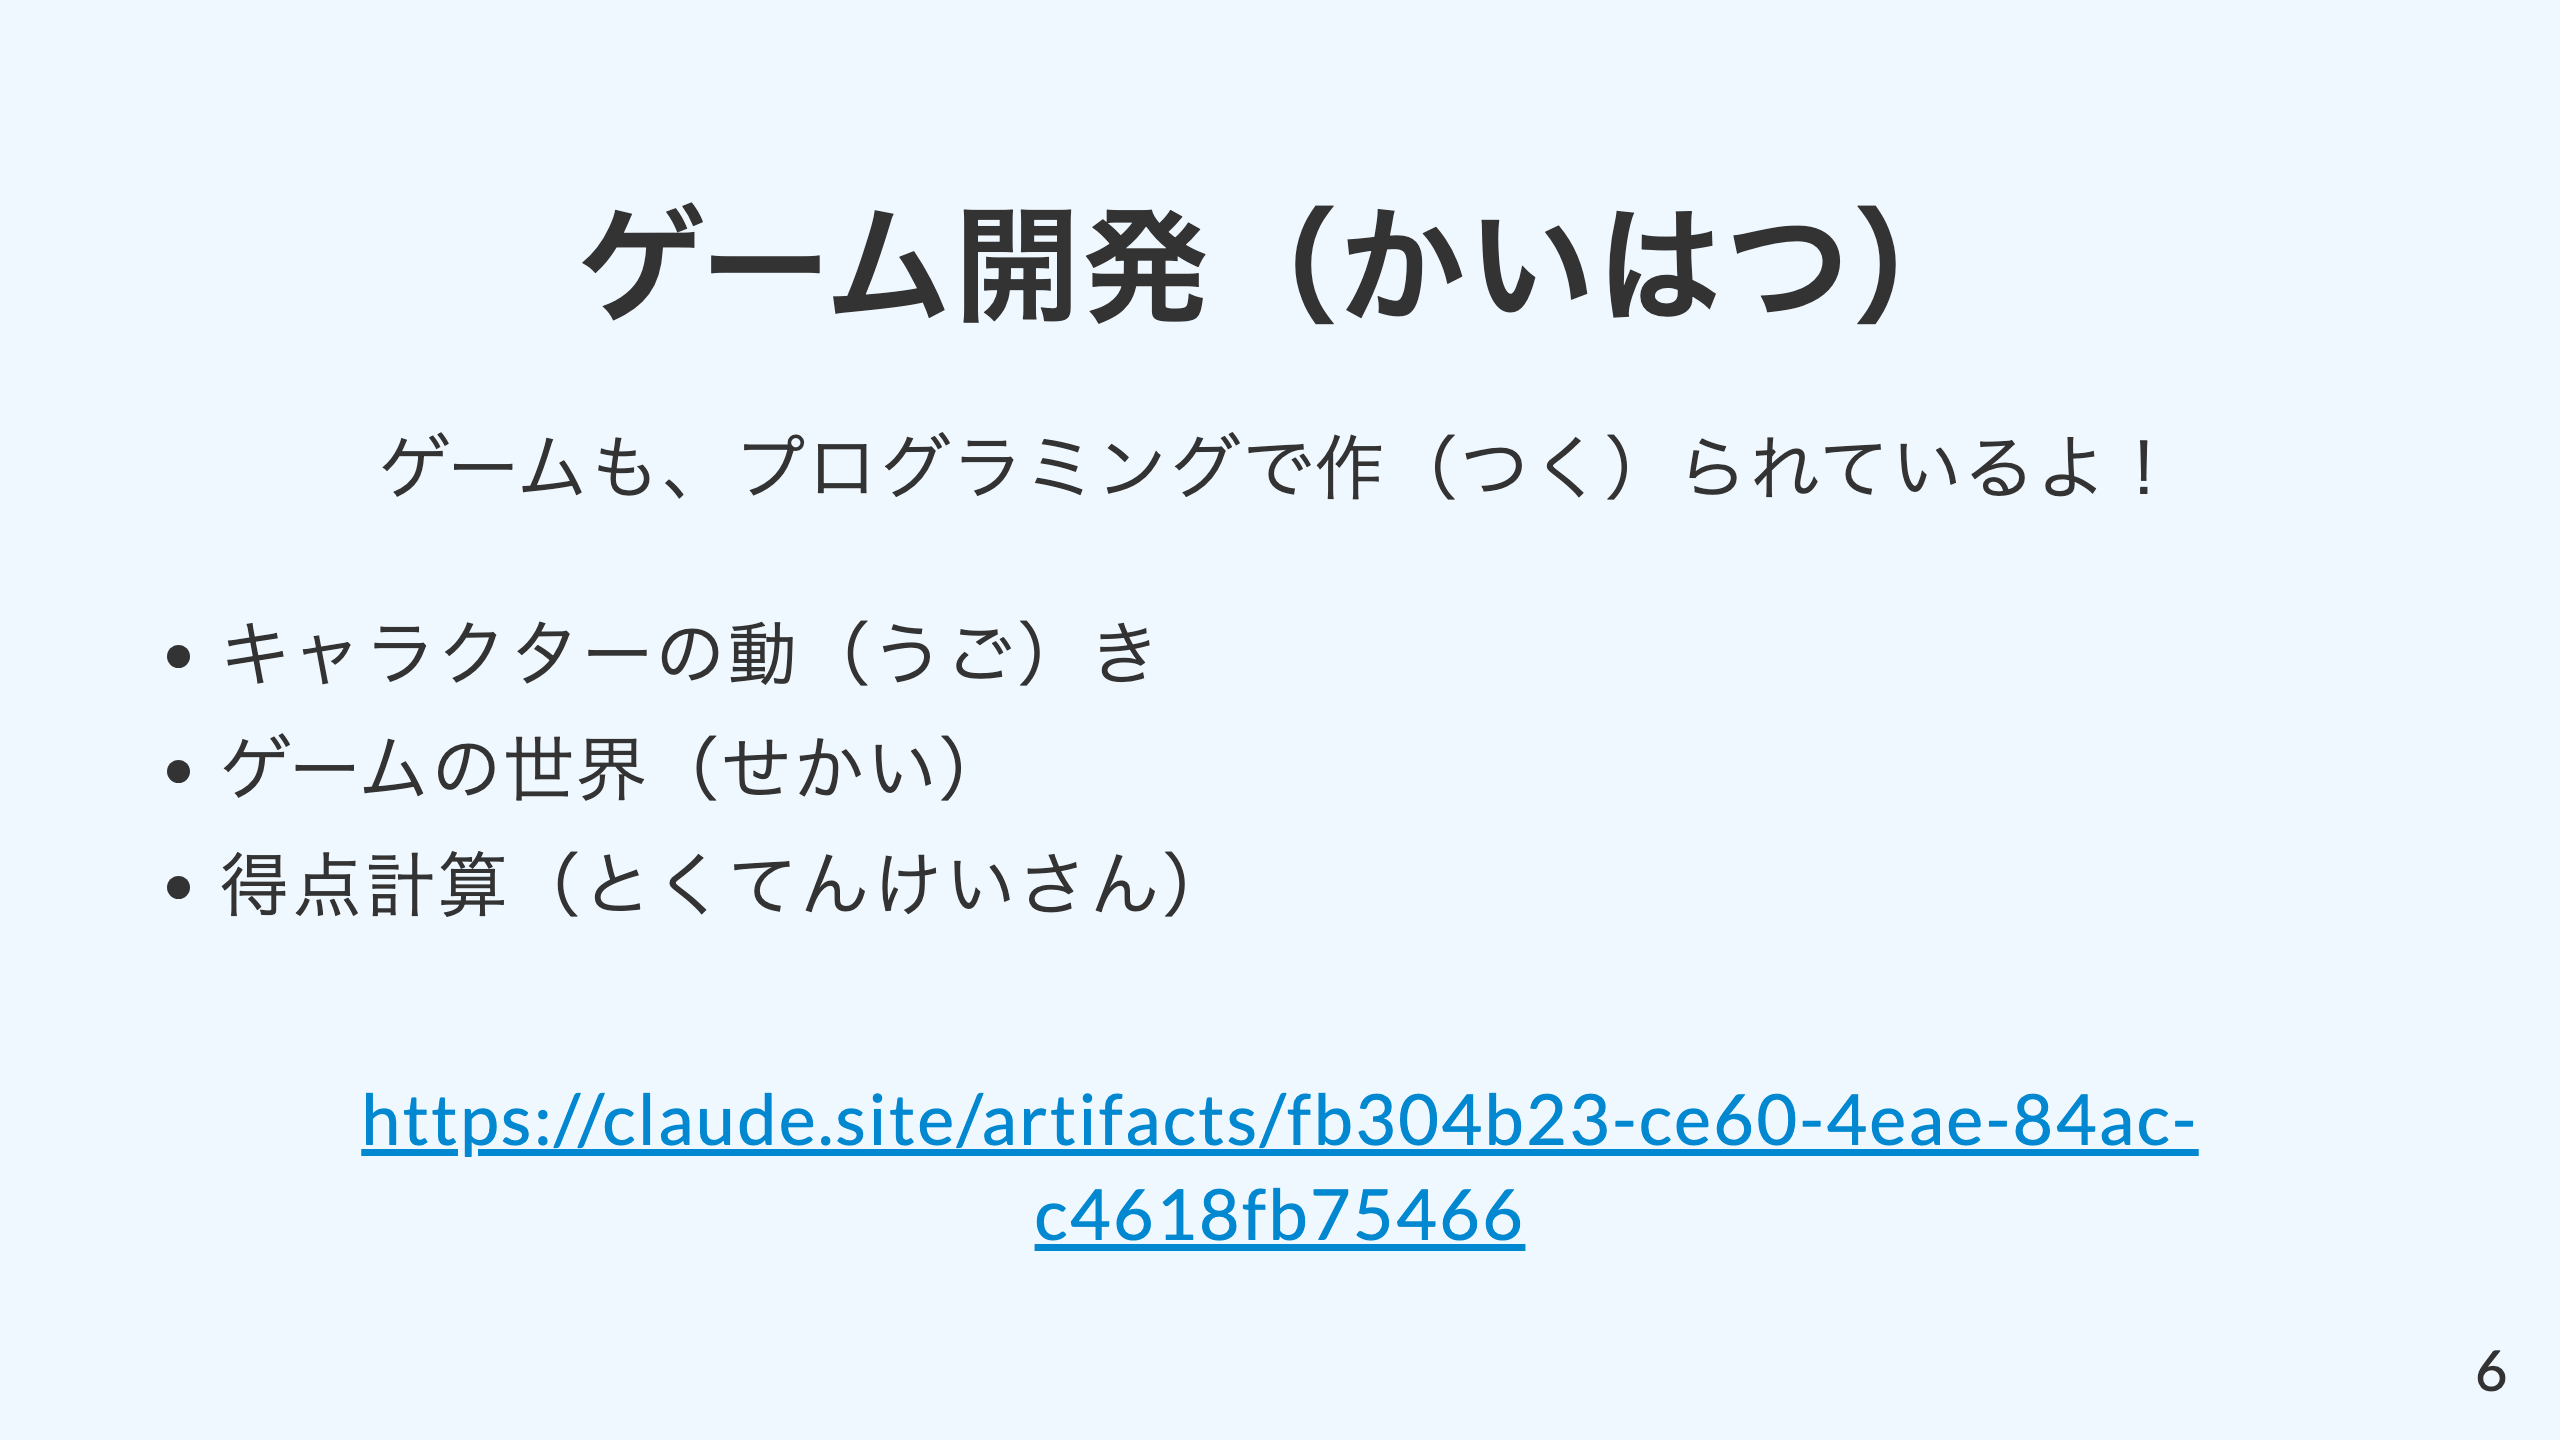 ゲーム開発（かいはつ）
ゲームも、プログラミングで作（つく）られているよ！
• キャラクターの動（うご）き
• ゲームの世界（せかい）
• 得点計算（とくてんけいさん）
https://claude.site/artifacts/fb304b23-ce60-4eae-84ac-
c4618fb75466
6